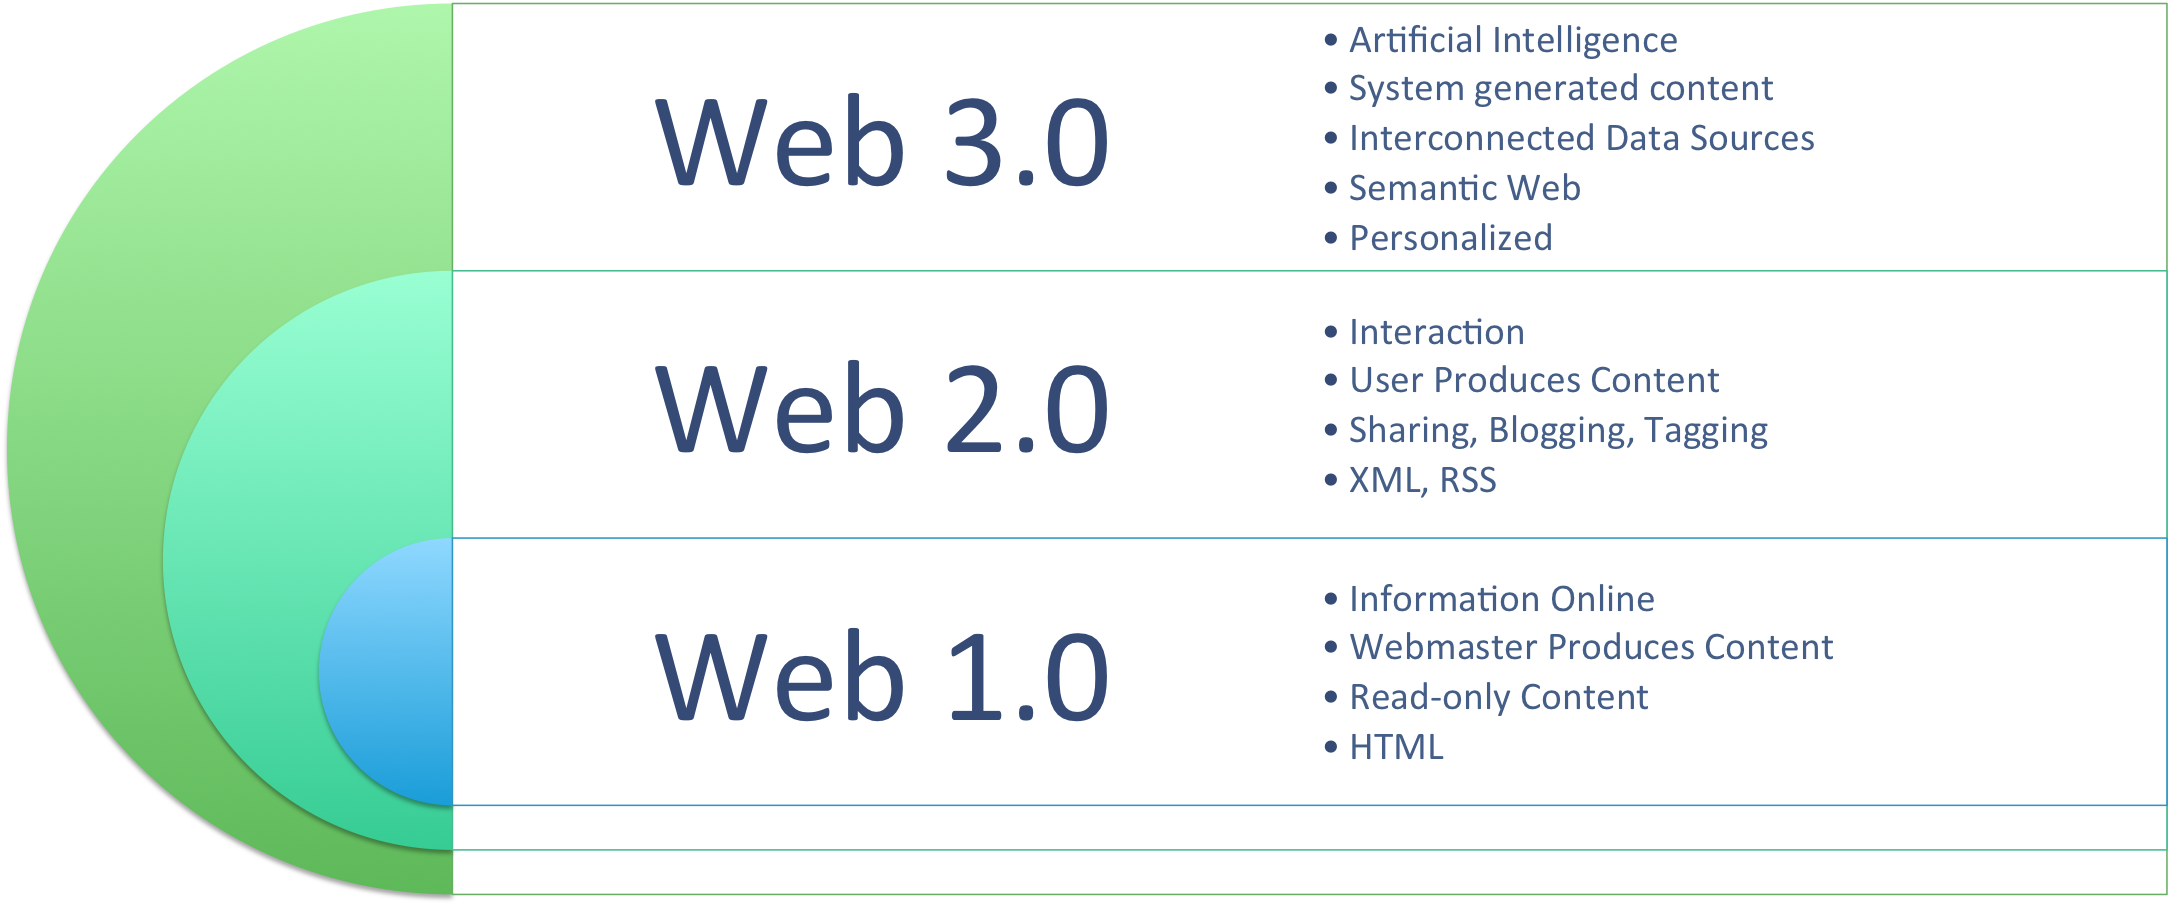 Web 3.0
• Artificial Intelligence
• System generated content
• Interconnected Data Sources
• Semantic Web
• Personalized
Web 2.0
• Interaction
• User Produces Content
• Sharing, Blogging, Tagging
• XML, RSS
Web 1.0
• Information Online
• Webmaster Produces Content
• Read-only Content
• HTML